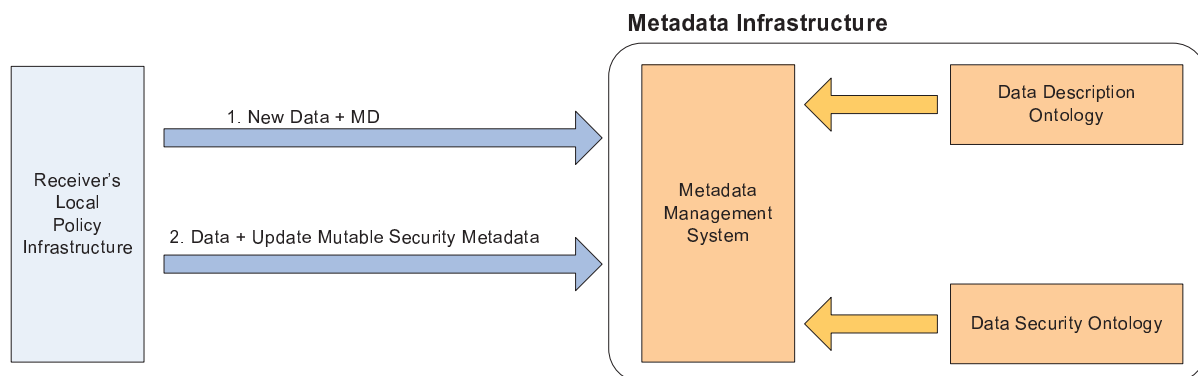 Metadata Infrastructure
Receiver's
Local
Policy
Infrastructure
1. New Data + MD
2. Data + Update Mutable Security Metadata
Metadata
Management
System
Data Description
Ontology
Data Security Ontology